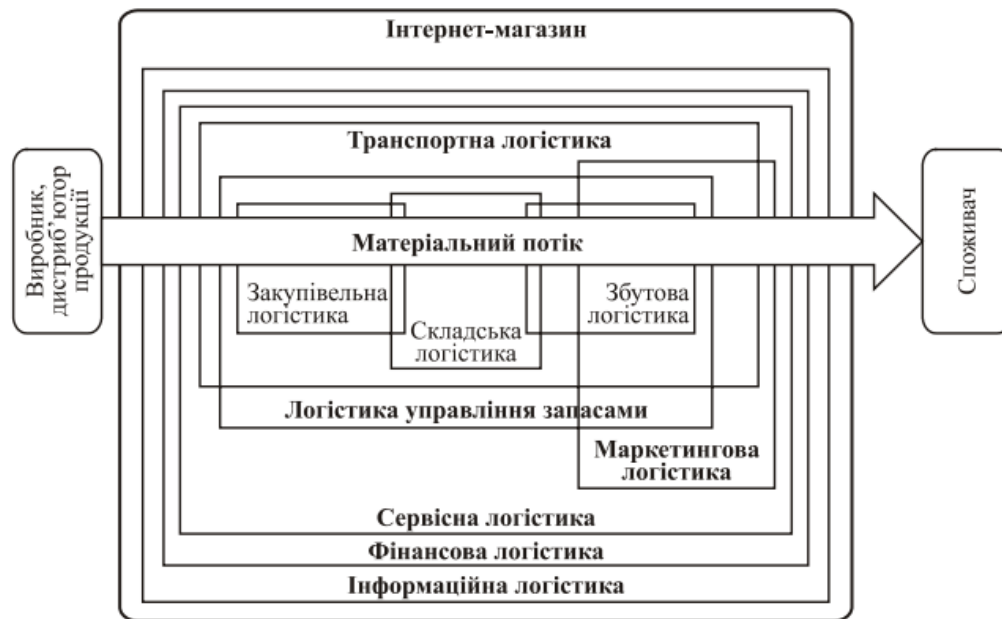 Інтернет-магазин
Транспортна логістика
Виробник,
дистриб’ютор
продукції
Матеріальний потік
Споживач
Закупівельна
логістика
Складська
логістика
Збутова
логістика
Логістика управління запасами
Маркетингова
логістика
Сервісна логістика
Фінансова логістика
Інформаційна логістика